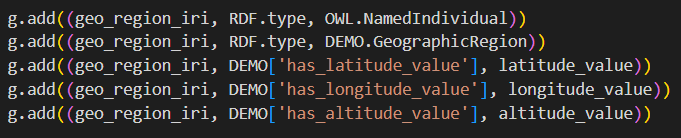 g.add((geo_region_iri, RDF.type, OWL.NamedIndividual))
g.add((geo_region_iri, RDF.type, DEMO.GeographicRegion))
g.add((geo_region_iri, DEMO['has_latitude_value'], latitude_value))
g.add((geo_region_iri, DEMO['has_longitude_value'], longitude_value))
g.add((geo_region_iri, DEMO['has_altitude_value'], altitude_value))